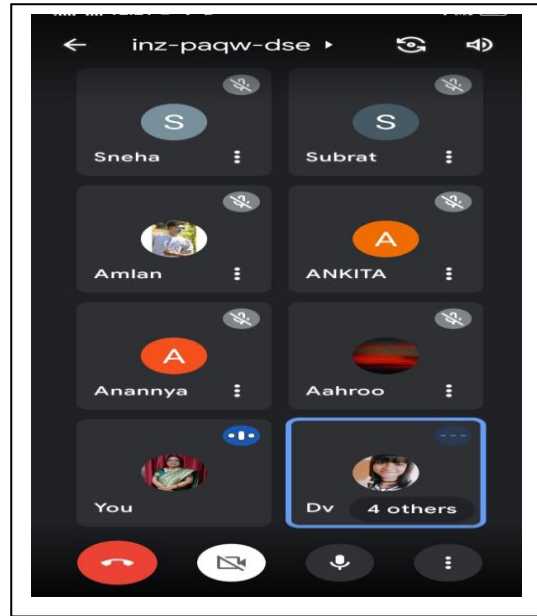 inz-paqw-dse
S
S
Sneha
Subrat
A
Amlan
ANKITA
A
Anannya
Aahroo
You
Dv
4 others